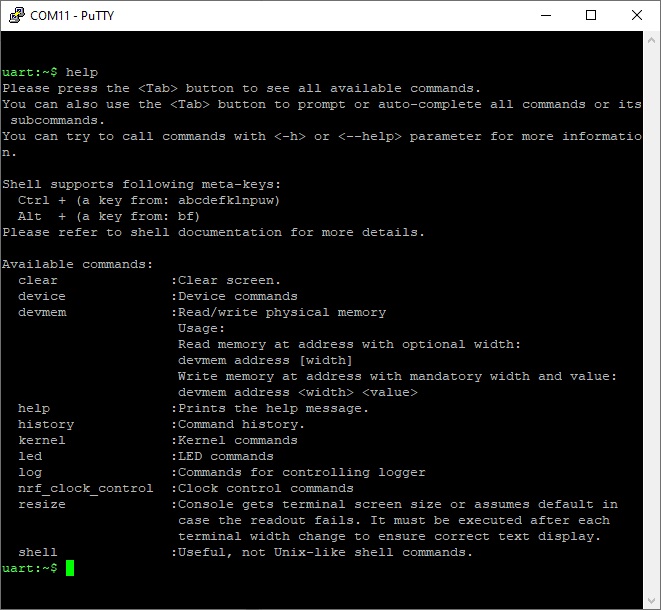 COM11 - PuTTY
uart:~$ help
Please press the <Tab> button to see all available commands.
You can also use the <Tab> button to prompt or auto-complete all commands or its
 subcommands.
You can try to call commands with <-h> or <--help> parameter for more informatio
n.

Shell supports following meta-keys:
  Ctrl + (a key from: abcdefklnpuw)
  Alt  + (a key from: bf)
Please refer to shell documentation for more details.

Available commands:
  clear              :Clear screen.
  device             :Device commands
  devmem             :Read/write physical memory
                      Usage:
                      Read memory at address with optional width:
                      devmem address [width]
                      Write memory at address with mandatory width and value:
                      devmem address <width> <value>
  help               :Prints the help message.
  history            :Command history.
  kernel             :Kernel commands
  led                :LED commands
  log                :Commands for controlling logger
  nrf_clock_control  :Clock control commands
  resize             :Console gets terminal screen size or assumes default in
                      case the readout fails. It must be executed after each
                      terminal width change to ensure correct text display.
  shell              :Useful, not Unix-like shell commands.
uart:~$